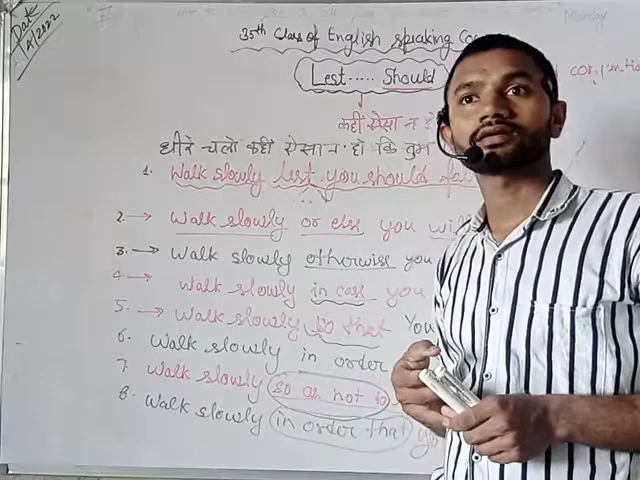 Date
Monday
35th Class of English speaking
Lest..... Should
कहीं ऐसा न
धीरे चलो कहीं ऐसा न हो कि तुम
1. Walk slowly lest you should
2. → Walk slowly or else you
3. → Walk slowly otherwise you
4. → Walk slowly in case you
5. → Walk slowly so that You
6. Walk slowly in order
7. Walk slowly so as not to
8. Walk slowly in order that